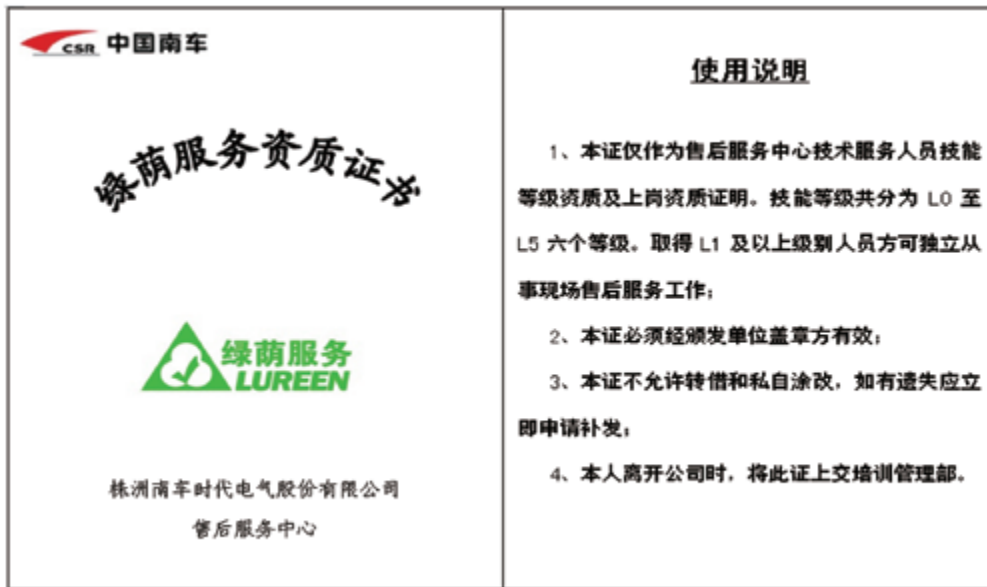 CSR 中国南车
绿荫服务资质证书
绿荫服务
LUREEN
株洲南车时代电气股份有限公司
售后服务中心
使用说明
1、本证仅作为售后服务中心技术服务人员技能
等级资质及上岗资质证明。技能等级共分为 L0 至
L5 六个等级。取得 L1 及以上级别人员方可独立从
事现场售后服务工作;
2、本证必须经颁发单位盖章方有效;
3、本证不允许转借和私自涂改，如有遗失应立
即申请补发;
4、本人离开公司时，将此证上交培训管理部。